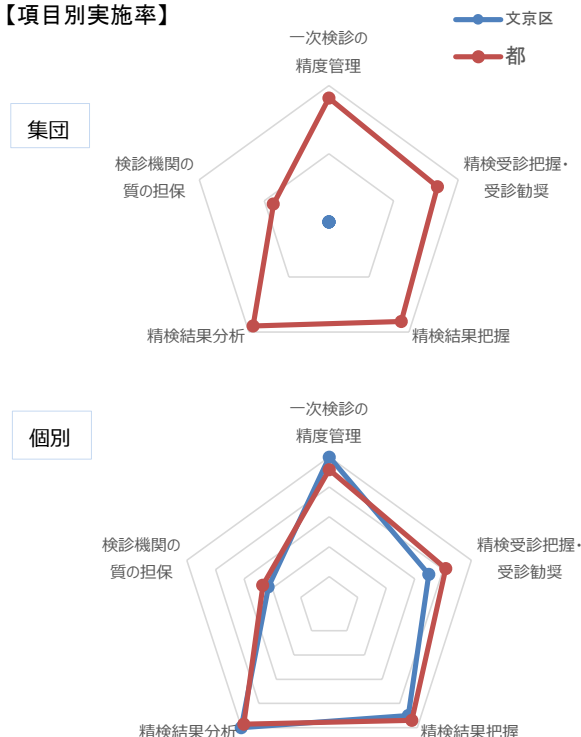 【項目別実施率】
文京区
都
集団
一次検診の
精度管理
検診機関の
質の担保
精検受診把握・
受診勧奨
精検結果分析
精検結果把握
個別
一次検診の
精度管理
検診機関の
質の担保
精検受診把握・
受診勧奨
精検結果分析
精検結果把握